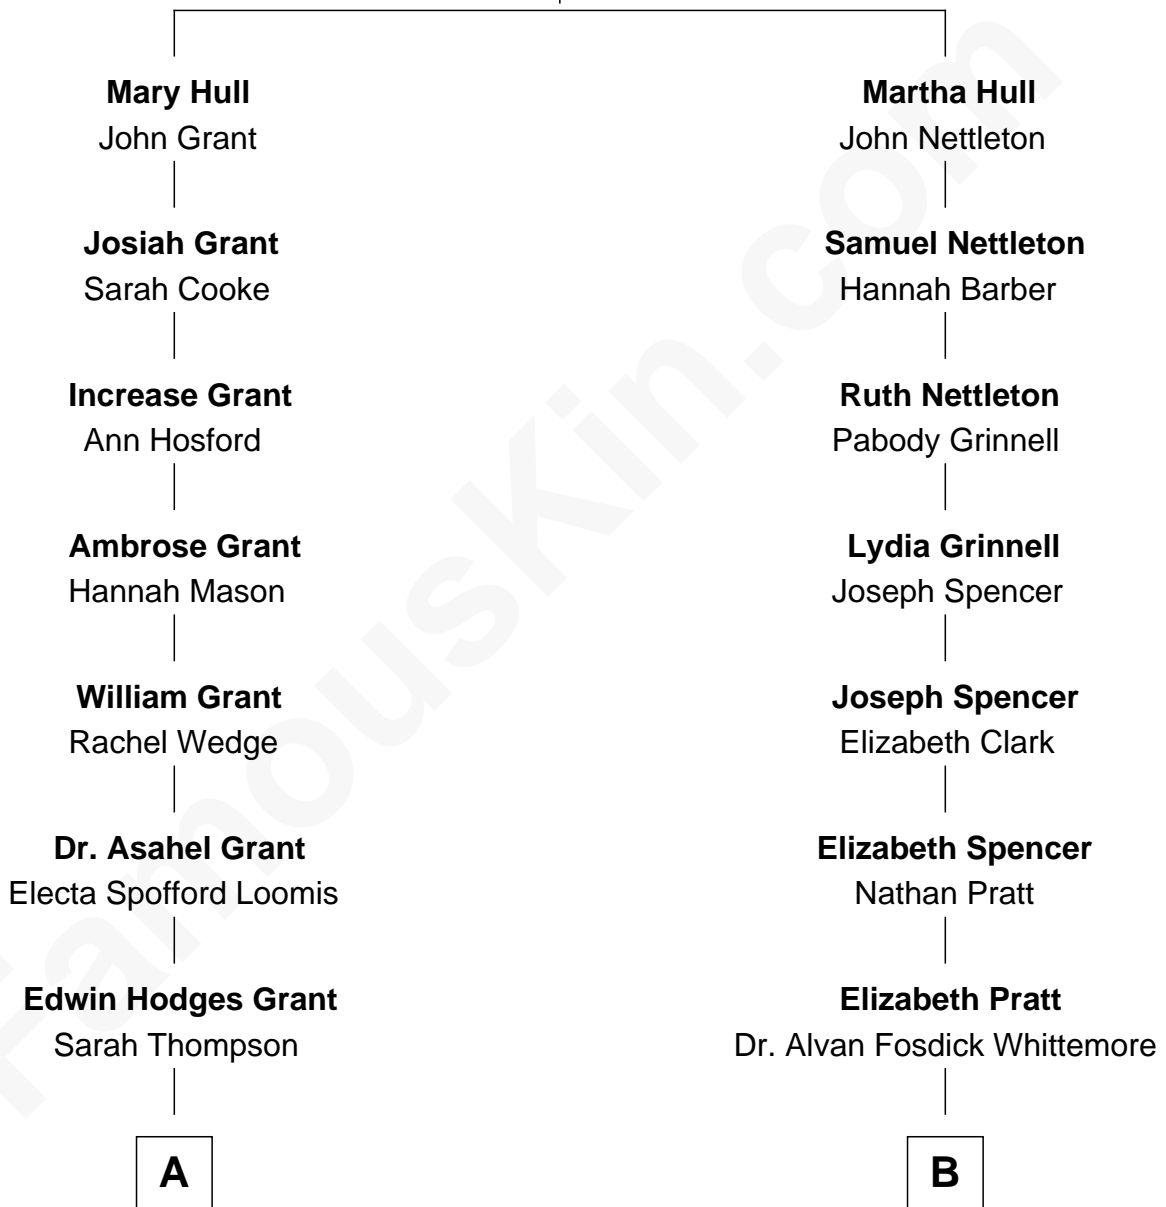 Mary Hull
John Grant
Martha Hull
John Nettleton
Josiah Grant
Sarah Cooke
Samuel Nettleton
Hannah Barber
Increase Grant
Ann Hosford
Ruth Nettleton
Pabody Grinnell
Ambrose Grant
Hannah Mason
Lydia Grinnell
Joseph Spencer
William Grant
Rachel Wedge
Joseph Spencer
Elizabeth Clark
Dr. Asahel Grant
Electa Spofford Loomis
Elizabeth Spencer
Nathan Pratt
Edwin Hodges Grant
Sarah Thompson
Elizabeth Pratt
Dr. Alvan Fosdick Whittemore
A
B
FamousKin.com